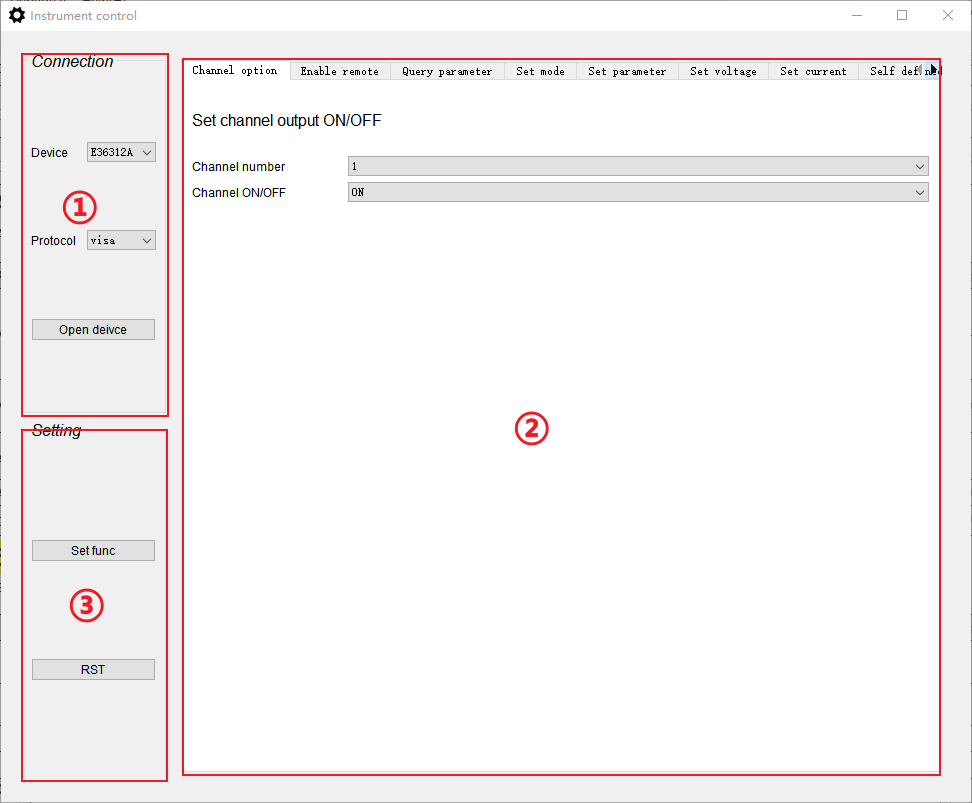 Instrument control
Connection
Device E36312A
①
Protocol visa
Open deivce
Setting
Set func
③
RST
Channel option Enable remote Query parameter Set mode Set parameter Set voltage Set current Self defined
Set channel output ON/OFF
Channel number 1
Channel ON/OFF ON
②